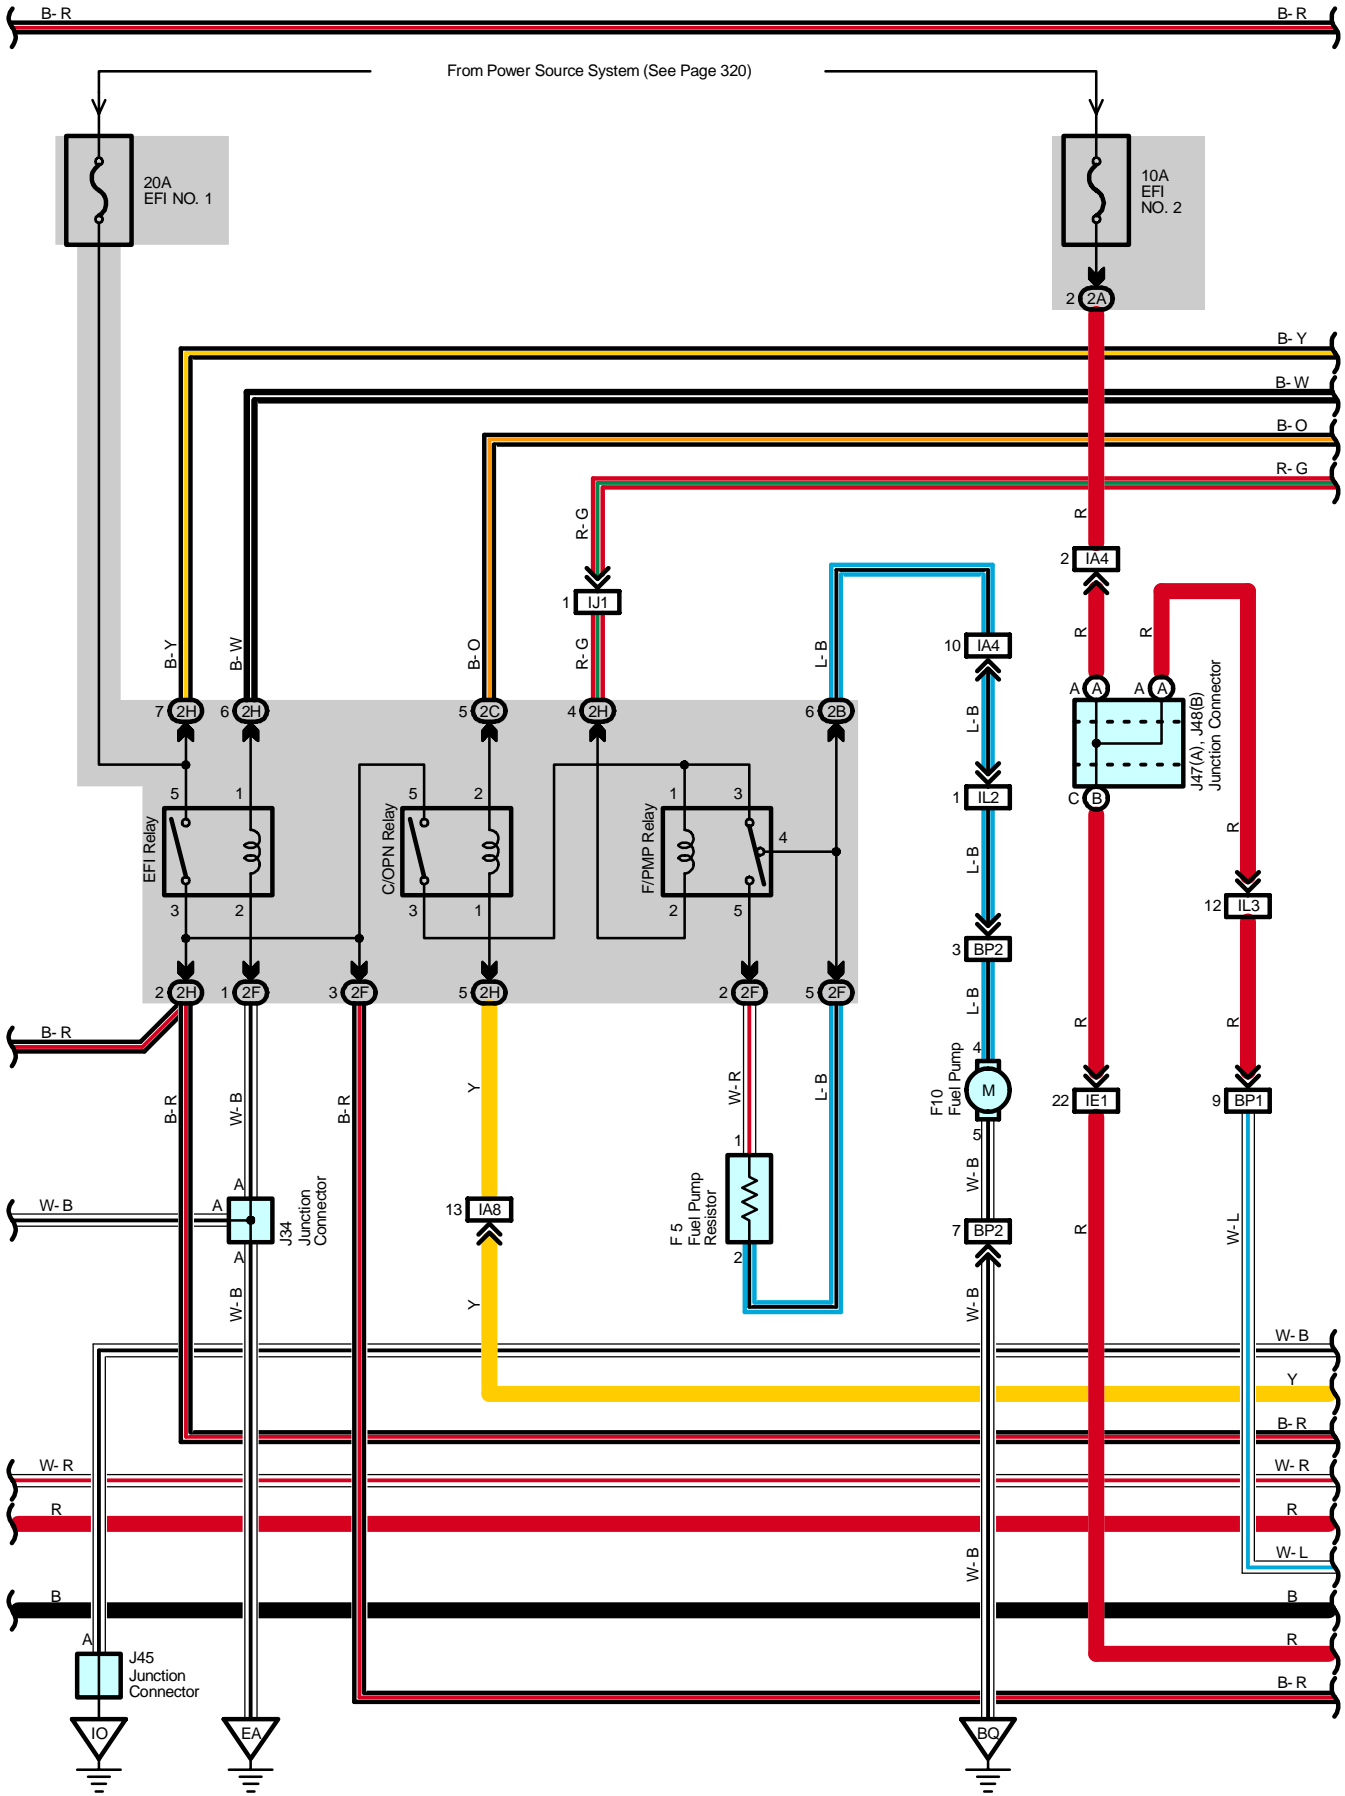 B- R
B- R
From Power Source System (See Page 320)
20A
EFI NO. 1
10A
EFI
NO. 2
2
2A
B- Y
B- W
B- O
R- G
R- G
R
2
IA4
1
IJ1
B- Y
B- W
B- O
R- G
L- B
10
IA4
R
R
7
2H
6
2H
5
2C
4
2H
6
2B
L- B
A
A
A
A
J47(A), J48(B)
Junction Connector
5
1
5
2
1
3
1
IL2
C
B
EFI Relay
C/OPN Relay
F/PMP Relay
4
L- B
R
3
2
3
1
2
5
12
IL3
3
BP2
2
2H
1
2F
3
2F
5
2H
2
2F
5
2F
L- B
R
R
B- R
4
F10
Fuel Pump
M
B- R
W- B
B- R
Y
W- R
L- B
22
IE1
9
BP1
1
5
W- B
A
W- B
A
J34
Junction
Connector
13
IA8
F 5
Fuel Pump
Resistor
7
BP2
R
W- L
A
2
W- B
Y
W- B
W- B
Y
B- R
W- R
W- R
R
R
W- B
W- L
B
B
A
R
J45
Junction
Connector
B- R
IO
EA
BQ